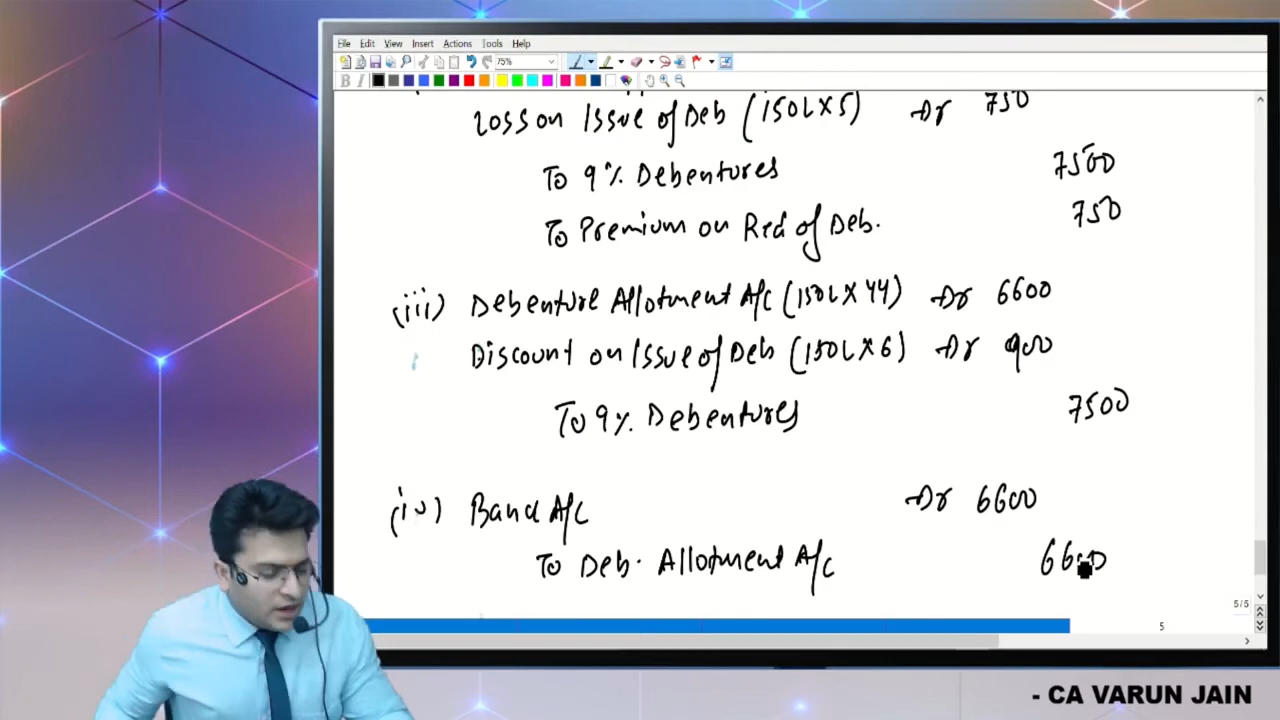 File Edit View Insert Actions Tools Help
75%
B I
Loss on Issue of Deb (150L X 5) Dr 750
To 9% Debentures 7500
To Premium on Red of Deb. 750
(iii) Debenture Allotment A/c (150L X 44) Dr 6600
Discount on Issue of Deb (150L X 6) Dr 900
To 9% Debentures 7500
(iv) Bank A/c Dr 6600
To Deb. Allotment A/c 6600
5/5
5
- CA VARUN JAIN